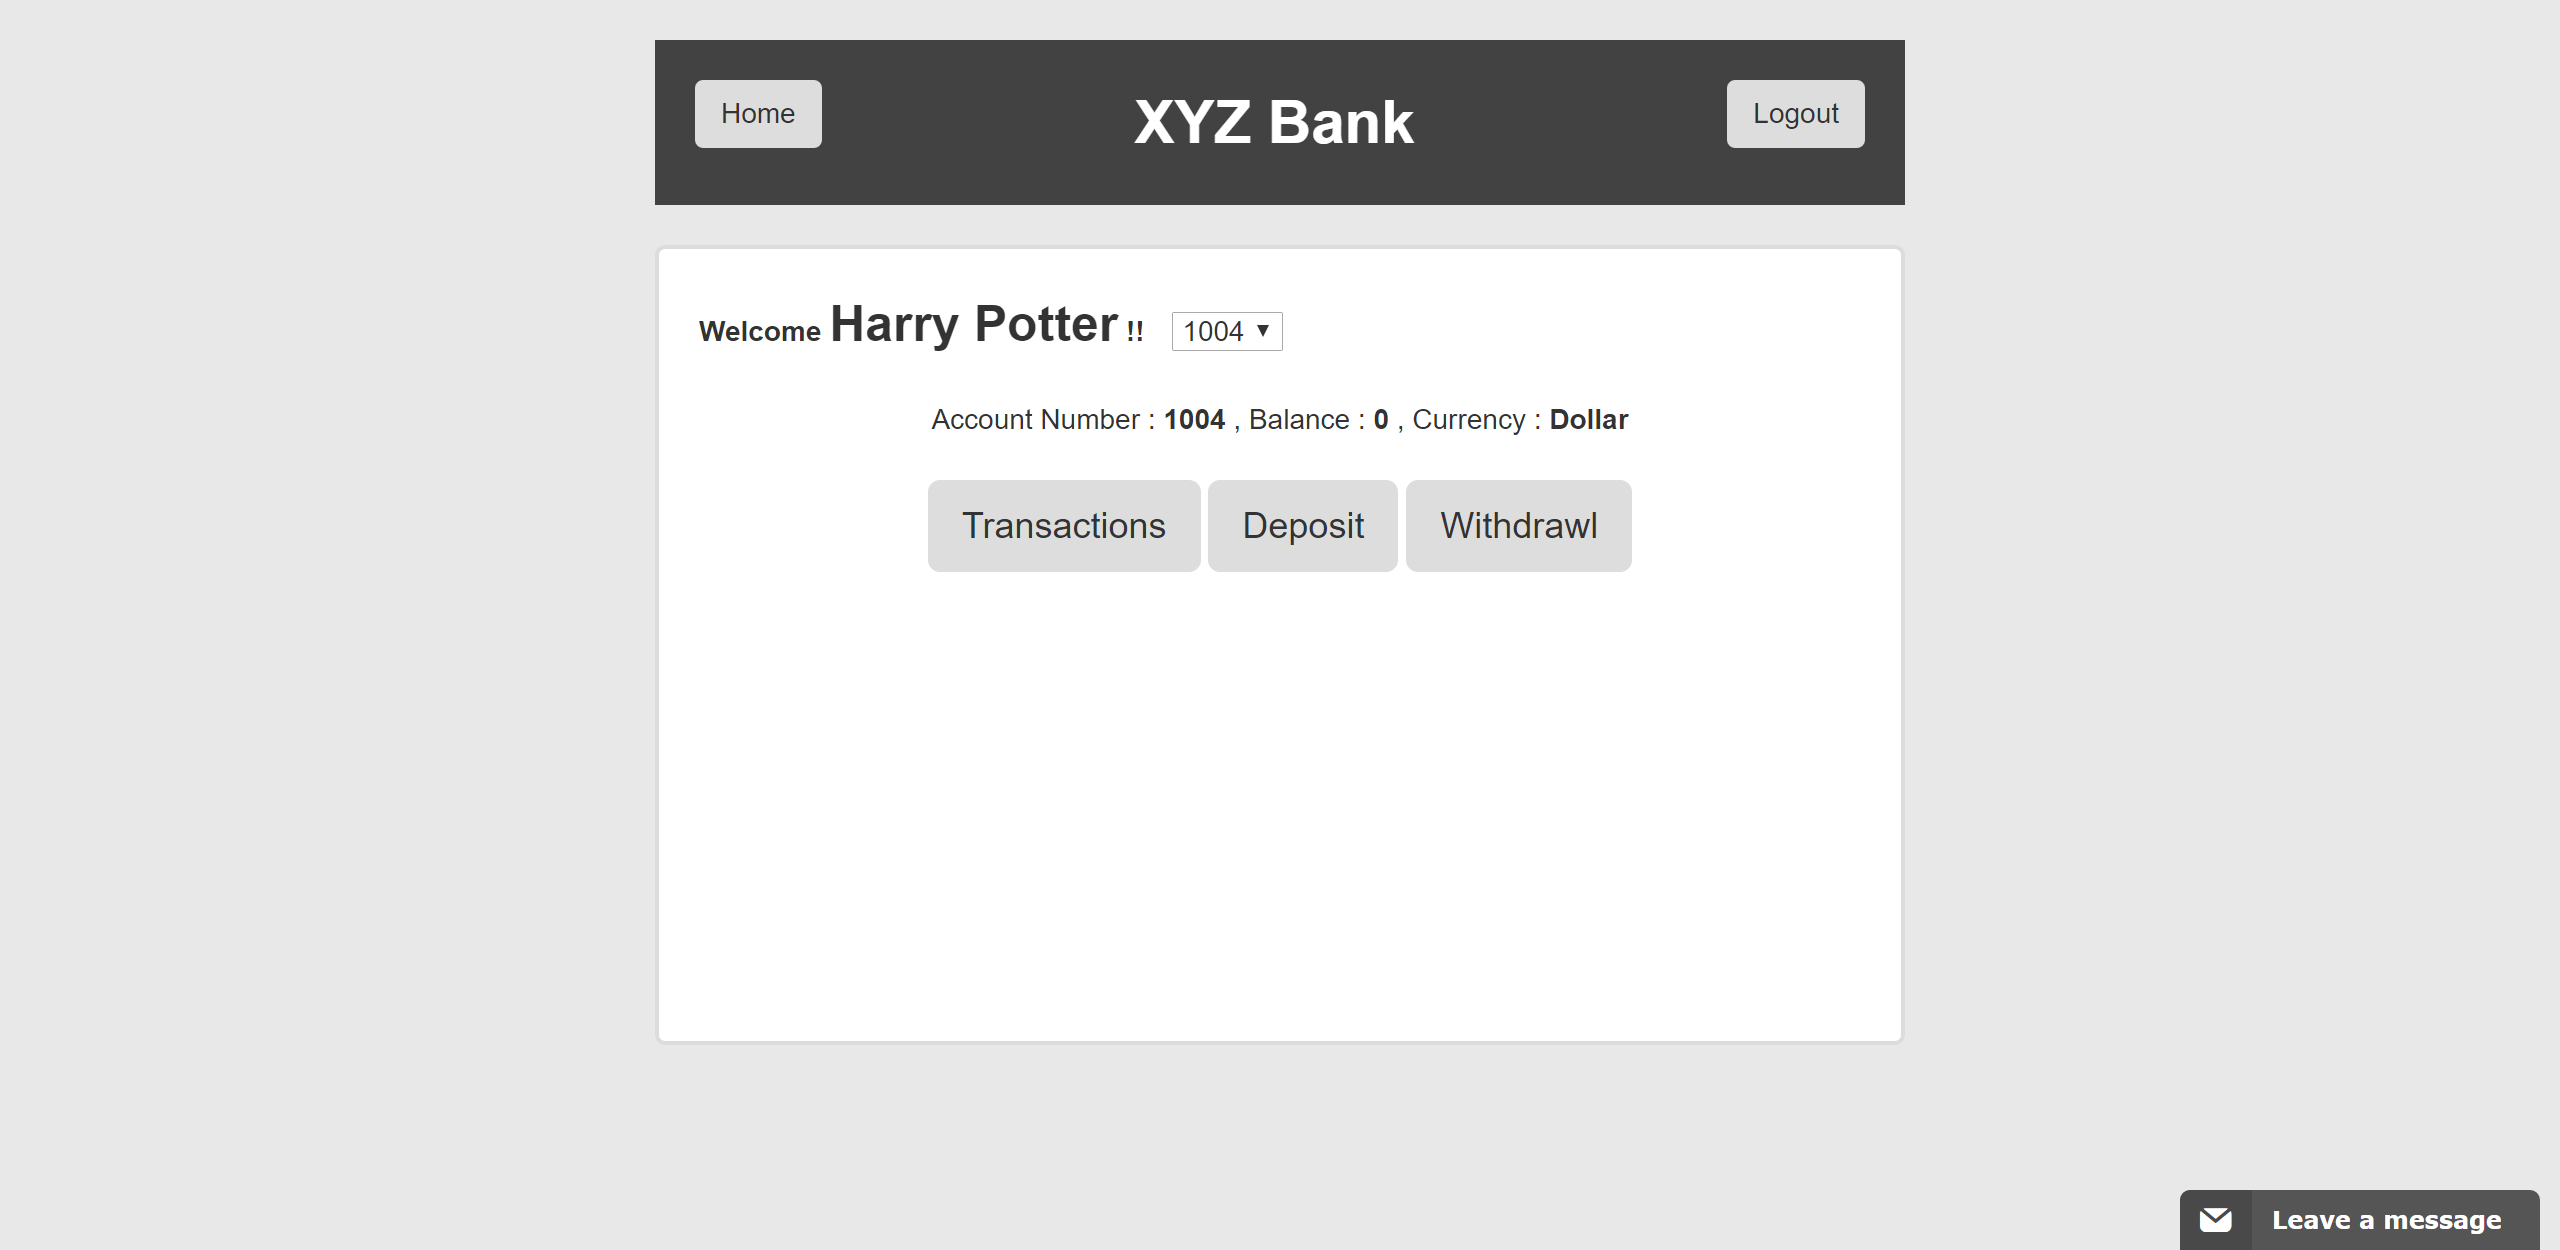 Home
XYZ Bank
Logout
Welcome Harry Potter !! 1004
Account Number : 1004 , Balance : 0 , Currency : Dollar
Transactions
Deposit
Withdrawl
Leave a message